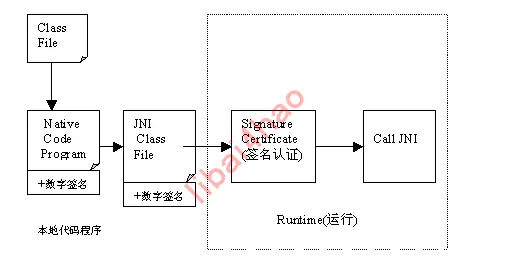 Class
File
Native
Code
Program
+数字签名
本地代码程序
JNI
Class
File
+数字签名
Signature
Certificate
(签名认证)
Call JNI
Runtime(运行)
libaizhao